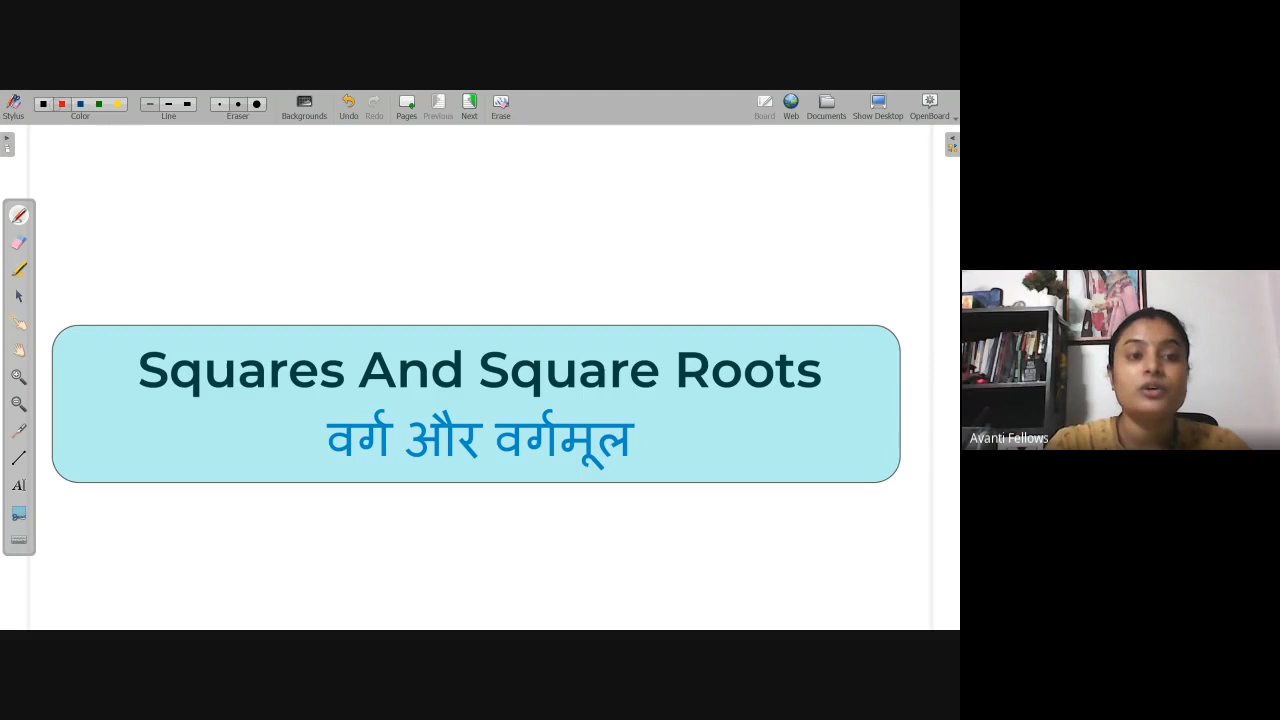 Stylus
Color
Line
Eraser
Backgrounds
Undo
Redo
Pages
Previous
Next
Erase
Board
Web
Documents
Show Desktop
OpenBoard
Squares And Square Roots
वर्ग और वर्गमूल
Avanti Fellows